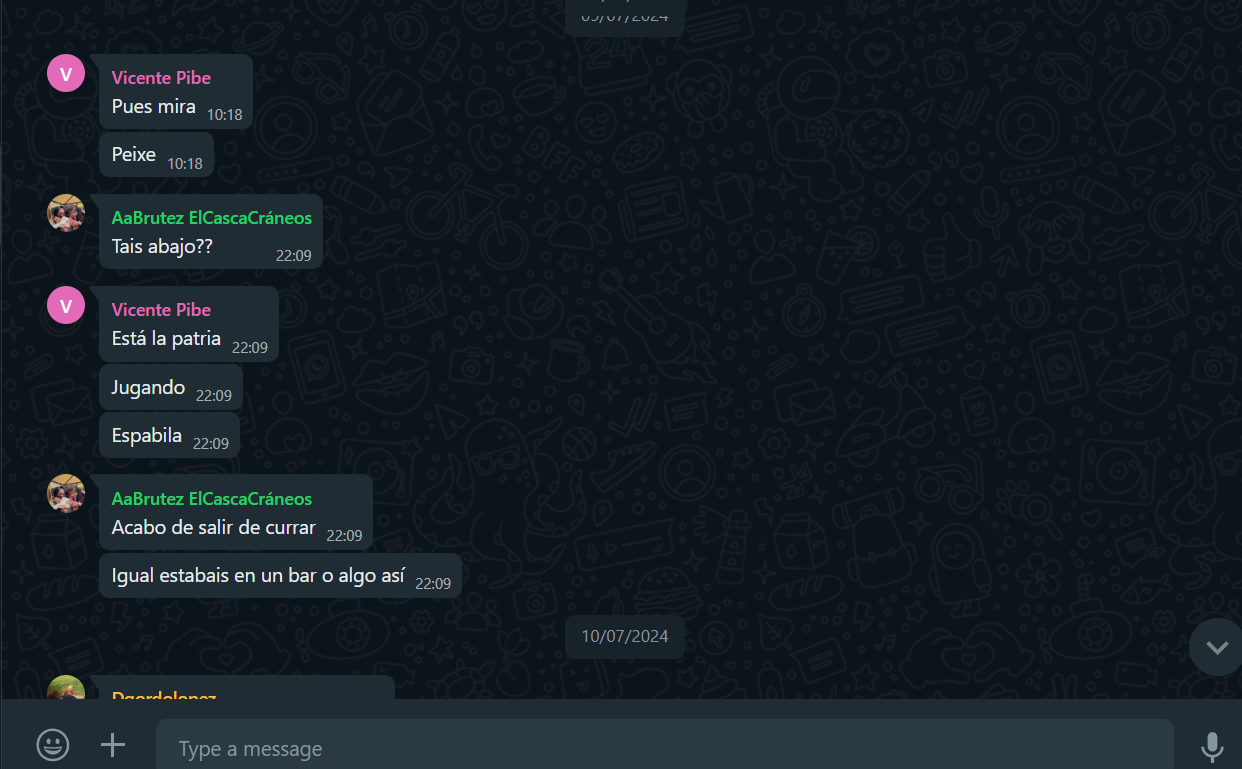 09/07/2024
V
Vicente Pibe
Pues mira 10:18
Peixe 10:18
AaBrutez ElCascaCráneos
Tais abajo??
22:09
V
Vicente Pibe
Está la patria 22:09
Jugando 22:09
Espabila 22:09
AaBrutez ElCascaCráneos
Acabo de salir de currar 22:09
Igual estabais en un bar o algo así 22:09
10/07/2024
Dgordolopez
Type a message